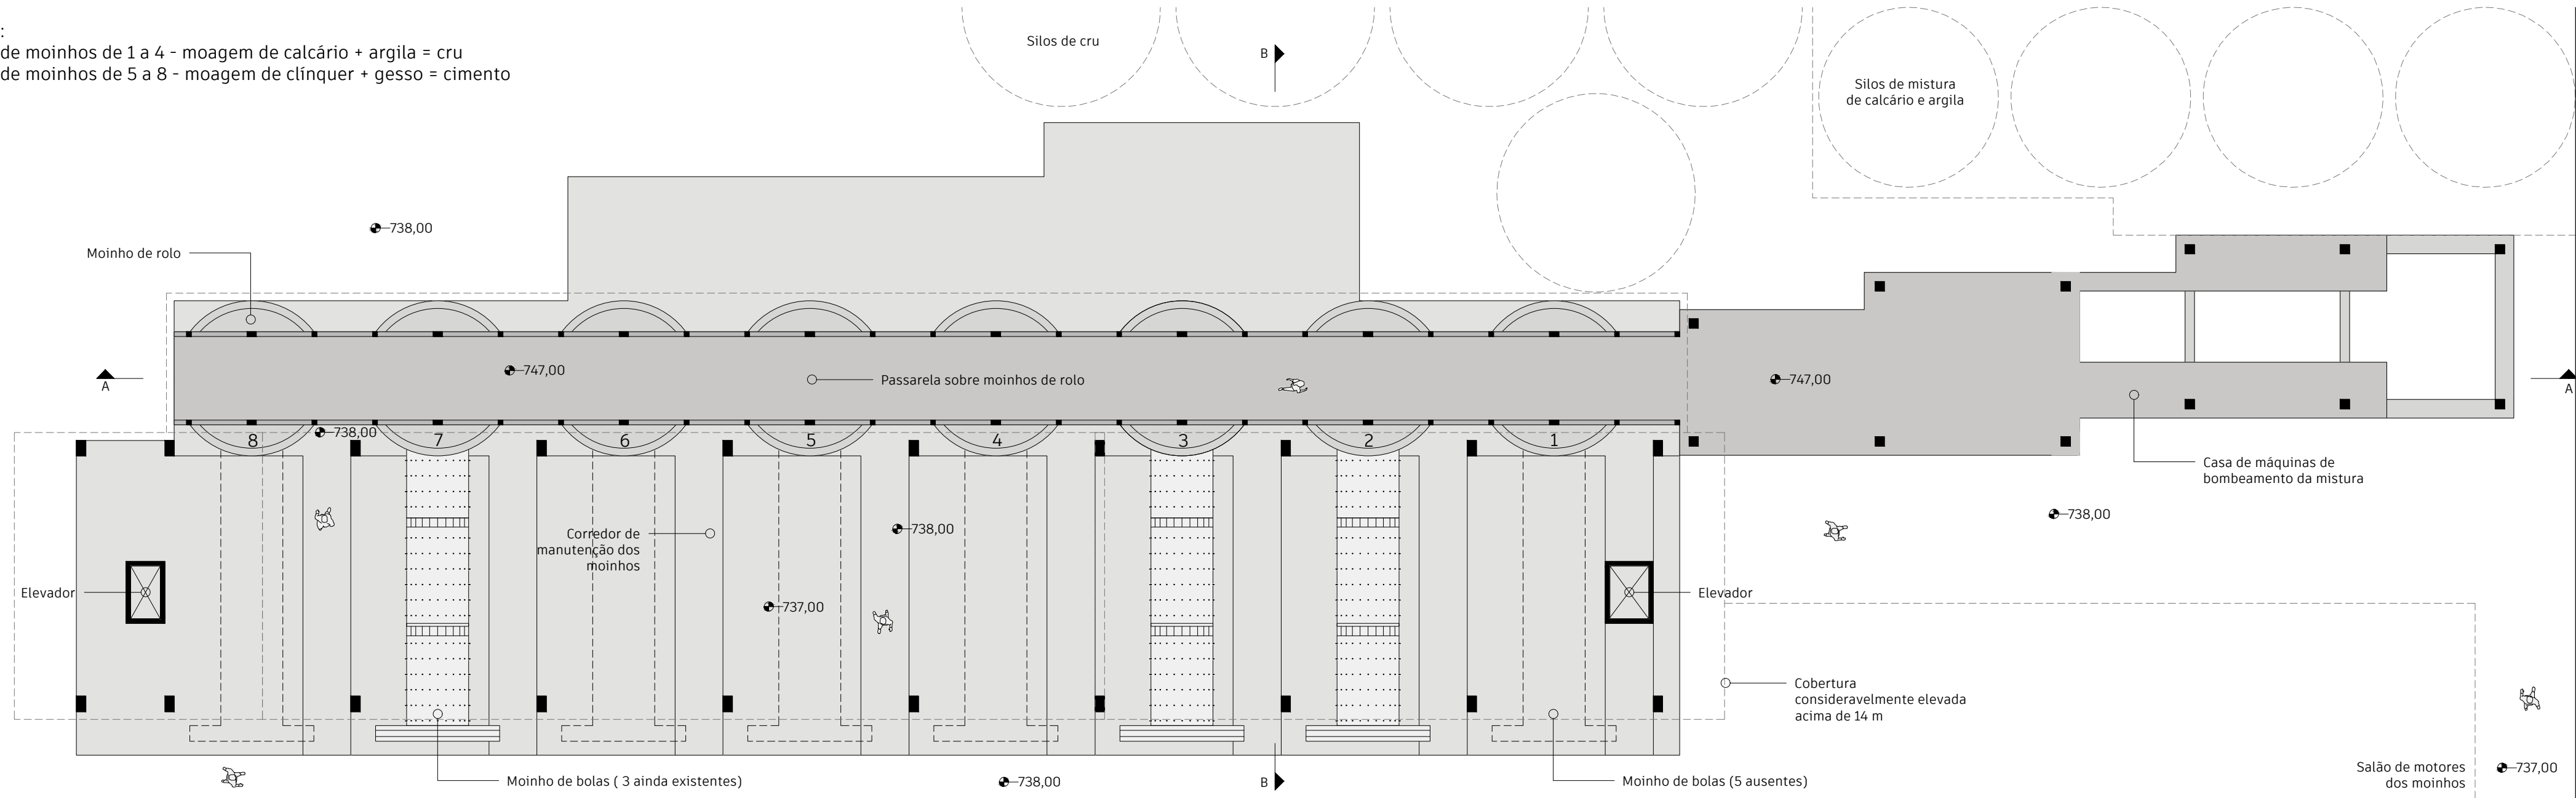 :
de moinhos de 1 a 4 - moagem de calcário + argila = cru
de moinhos de 5 a 8 - moagem de clínquer + gesso = cimento
Silos de cru
B
Silos de mistura
de calcário e argila
738,00
Moinho de rolo
747,00
Passarela sobre moinhos de rolo
747,00
A
A
738,00
8
7
6
5
4
3
2
1
Casa de máquinas de
bombeamento da mistura
738,00
Corredor de
manutenção dos
moinhos
738,00
Elevador
737,00
Elevador
Cobertura
consideravelmente elevada
acima de 14 m
Moinho de bolas ( 3 ainda existentes)
738,00
B
Moinho de bolas (5 ausentes)
Salão de motores
dos moinhos
737,00